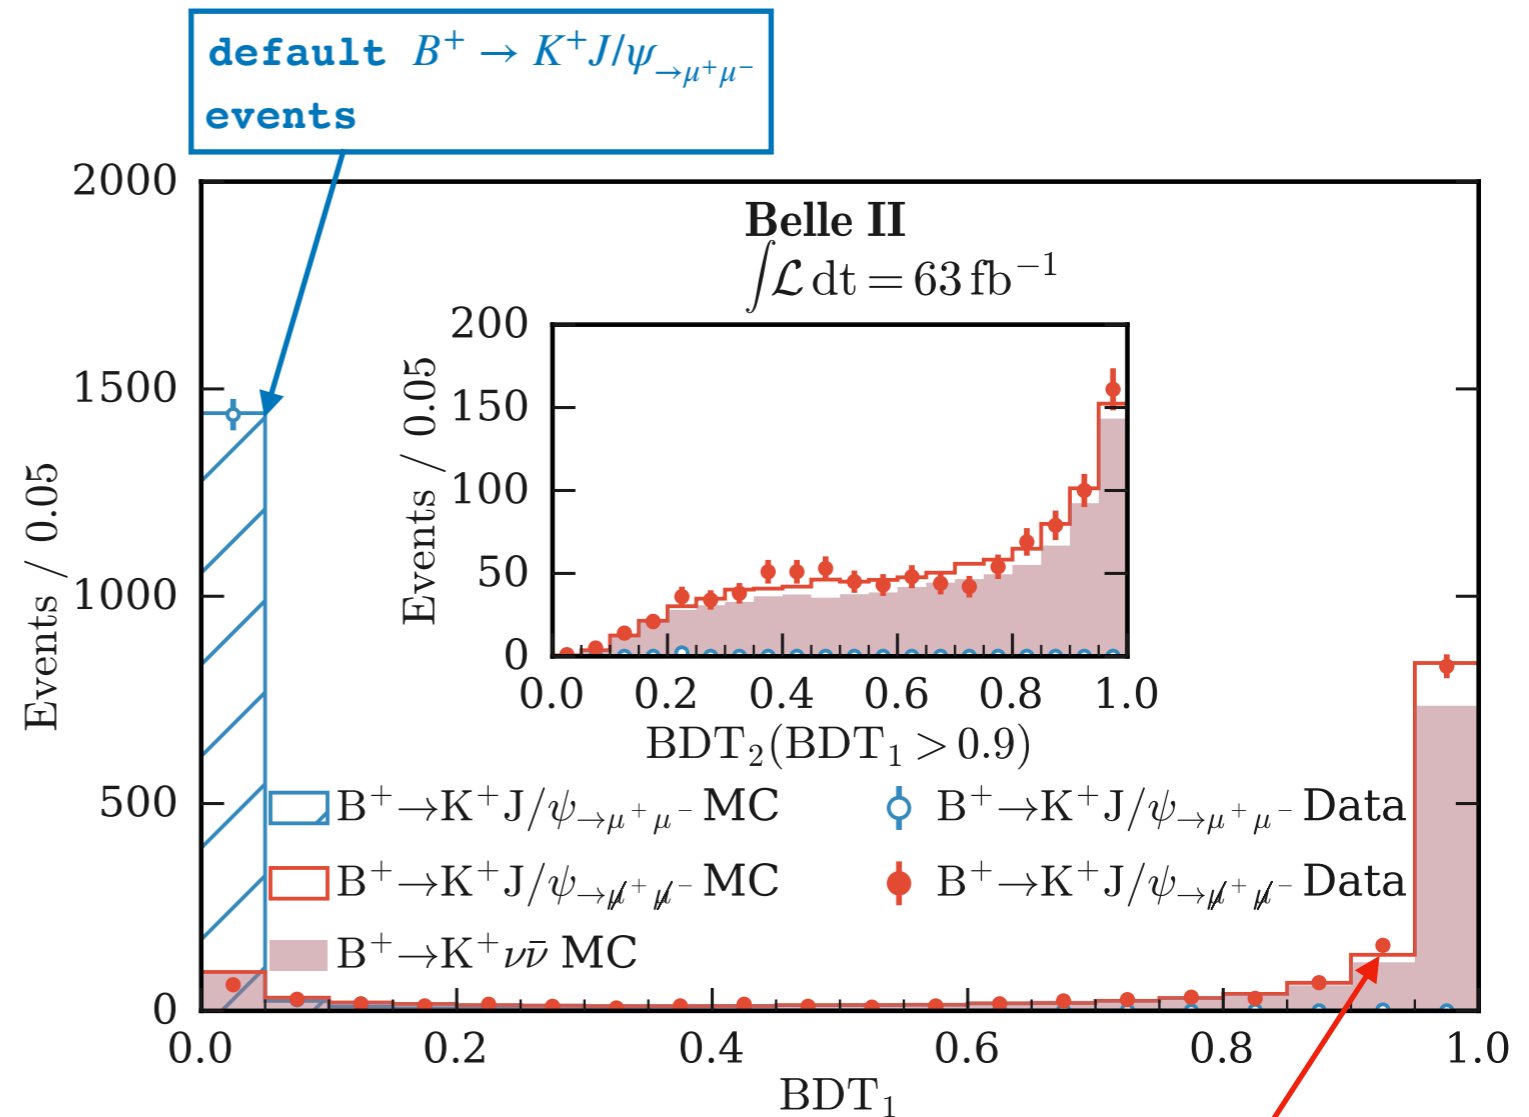 default B⁺ → K⁺J/ψ→μ⁺μ⁻
events
Belle II
∫ℒ dt = 63 fb⁻¹
Events / 0.05
2000
1500
1000
500
0
0.0 0.2 0.4 0.6 0.8 1.0
BDT₁
Events / 0.05
200
150
100
50
0
0.0 0.2 0.4 0.6 0.8 1.0
BDT₂(BDT₁ > 0.9)
B⁺→K⁺J/ψ→μ⁺μ⁻ MC
B⁺→K⁺J/ψ→μ̸⁺μ̸⁻ MC
B⁺→K⁺νν̄ MC
B⁺→K⁺J/ψ→μ⁺μ⁻ Data
B⁺→K⁺J/ψ→μ̸⁺μ̸⁻ Data